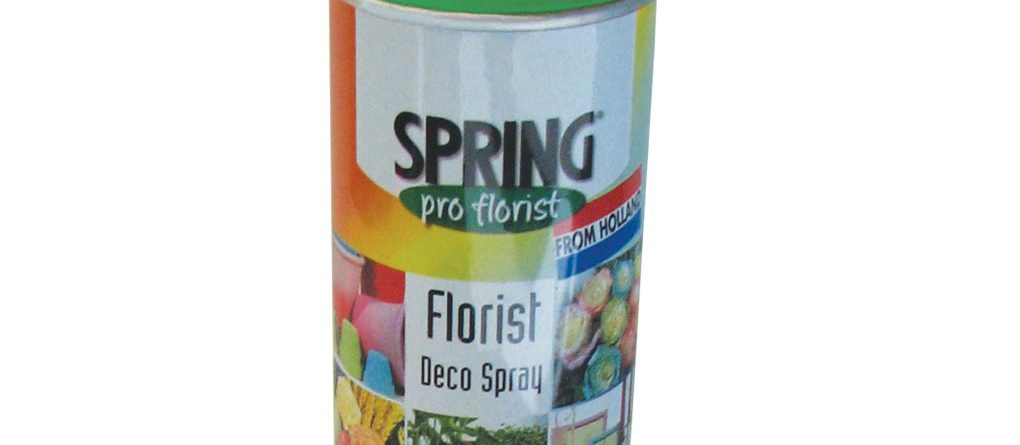 SPRING
pro florist
FROM HOLLAND
Florist
Deco Spray